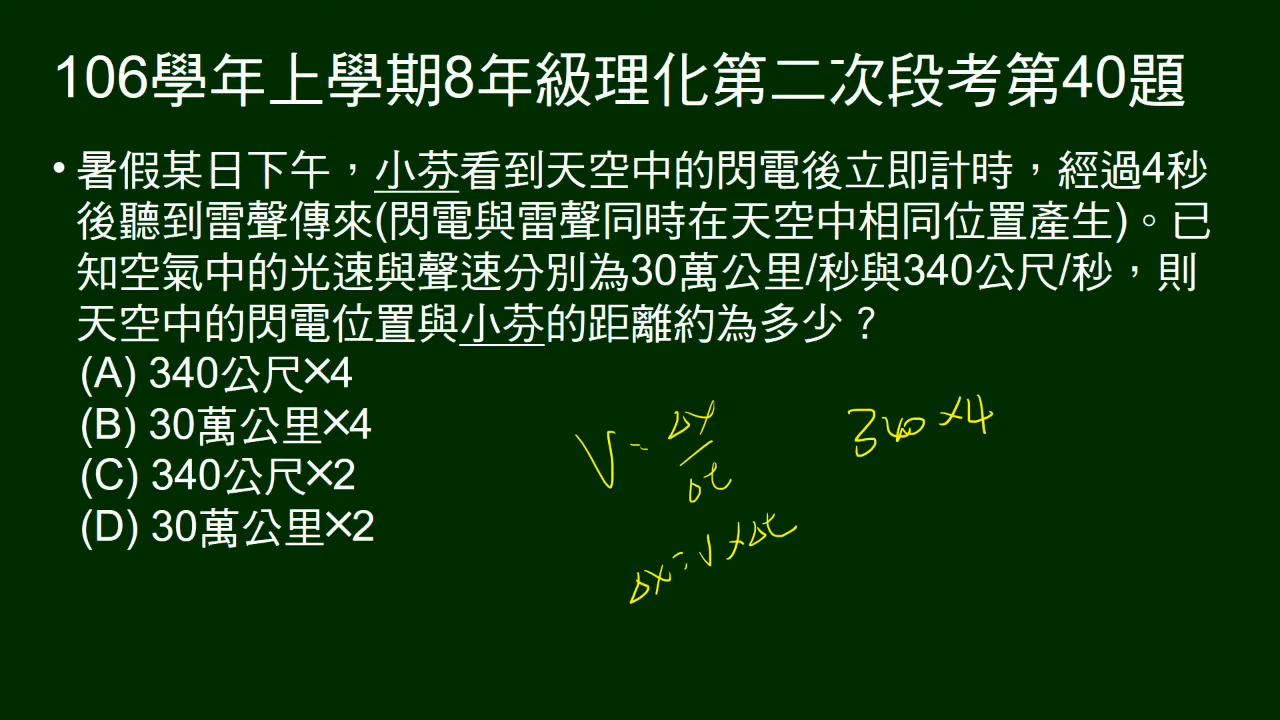 106學年上學期8年級理化第二次段考第40題
• 暑假某日下午，小芬看到天空中的閃電後立即計時，經過4秒
後聽到雷聲傳來(閃電與雷聲同時在天空中相同位置產生)。已
知空氣中的光速與聲速分別為30萬公里/秒與340公尺/秒，則
天空中的閃電位置與小芬的距離約為多少？
(A) 340公尺×4
(B) 30萬公里×4
(C) 340公尺×2
(D) 30萬公里×2
V = Δx/Δt
340×4
Δx = V×Δt